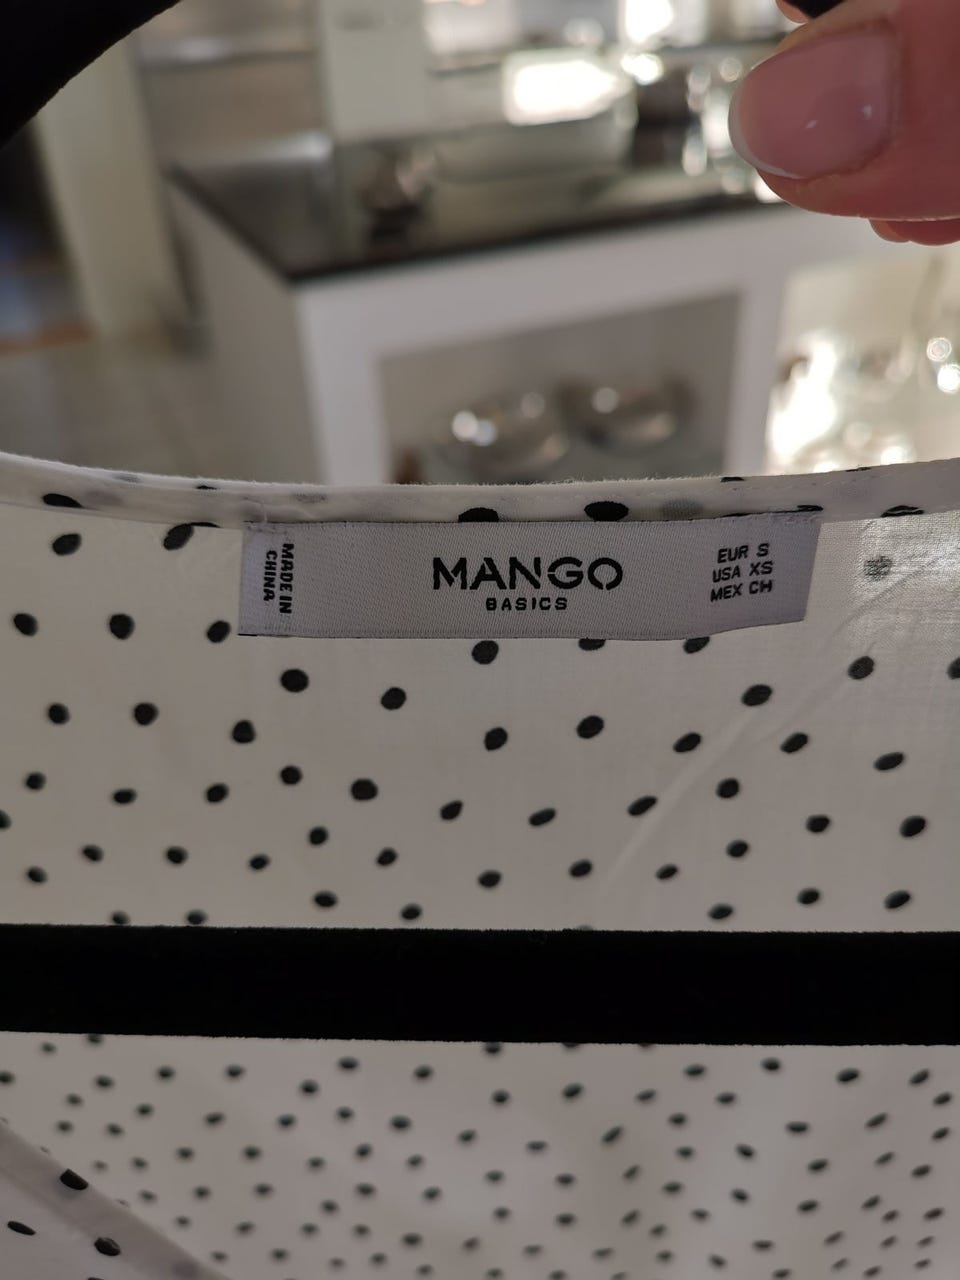 MADE IN
CHINA
MANGO
BASICS
EUR S
USA XS
MEX CH